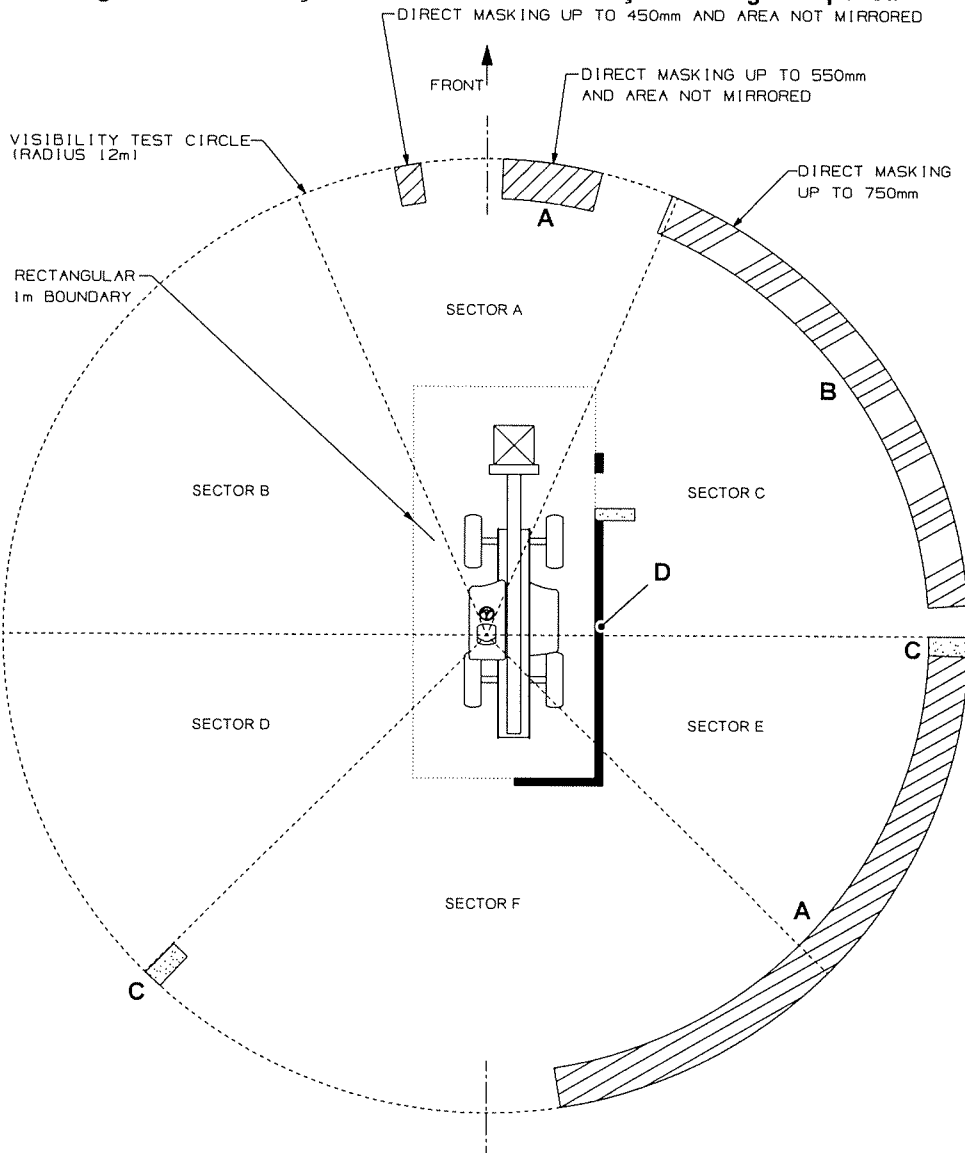 DIRECT MASKING UP TO 450mm AND AREA NOT MIRRORED
FRONT
DIRECT MASKING UP TO 550mm
AND AREA NOT MIRRORED
VISIBILITY TEST CIRCLE
(RADIUS 12m)
DIRECT MASKING
UP TO 750mm
A
RECTANGULAR
1m BOUNDARY
SECTOR A
B
SECTOR B
SECTOR C
D
C
SECTOR D
SECTOR E
SECTOR F
A
C